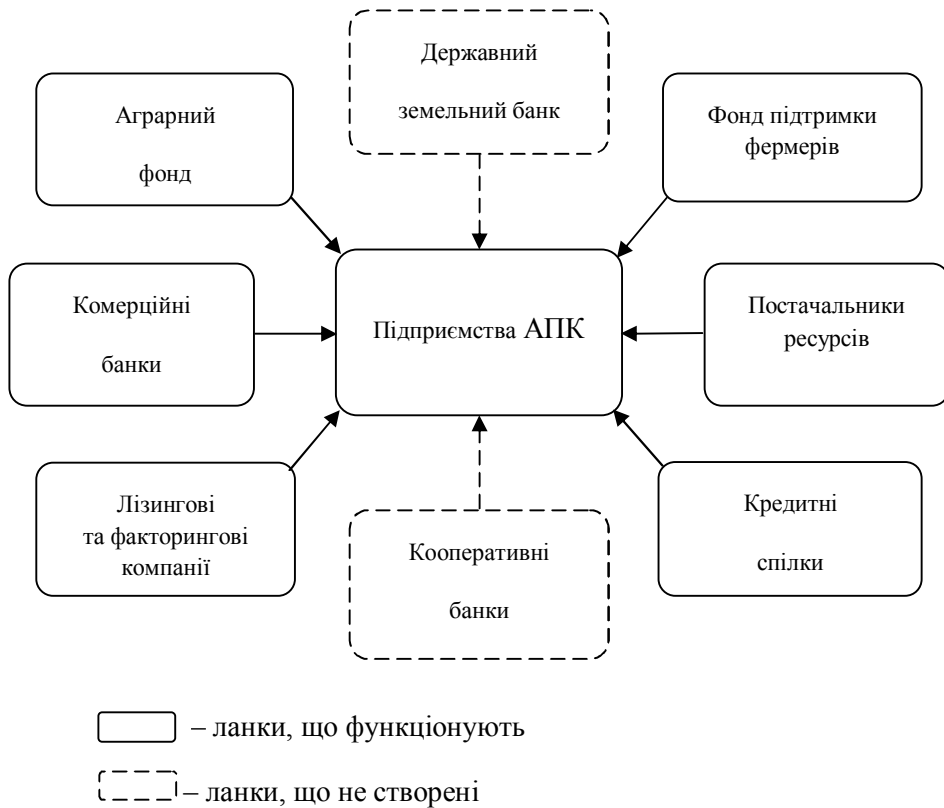 Державний
земельний банк
Аграрний
фонд
Фонд підтримки
фермерів
Комерційні
банки
Підприємства АПК
Постачальники
ресурсів
Лізингові
та факторингові
компанії
Кооперативні
банки
Кредитні
спілки
– ланки, що функціонують
– ланки, що не створені